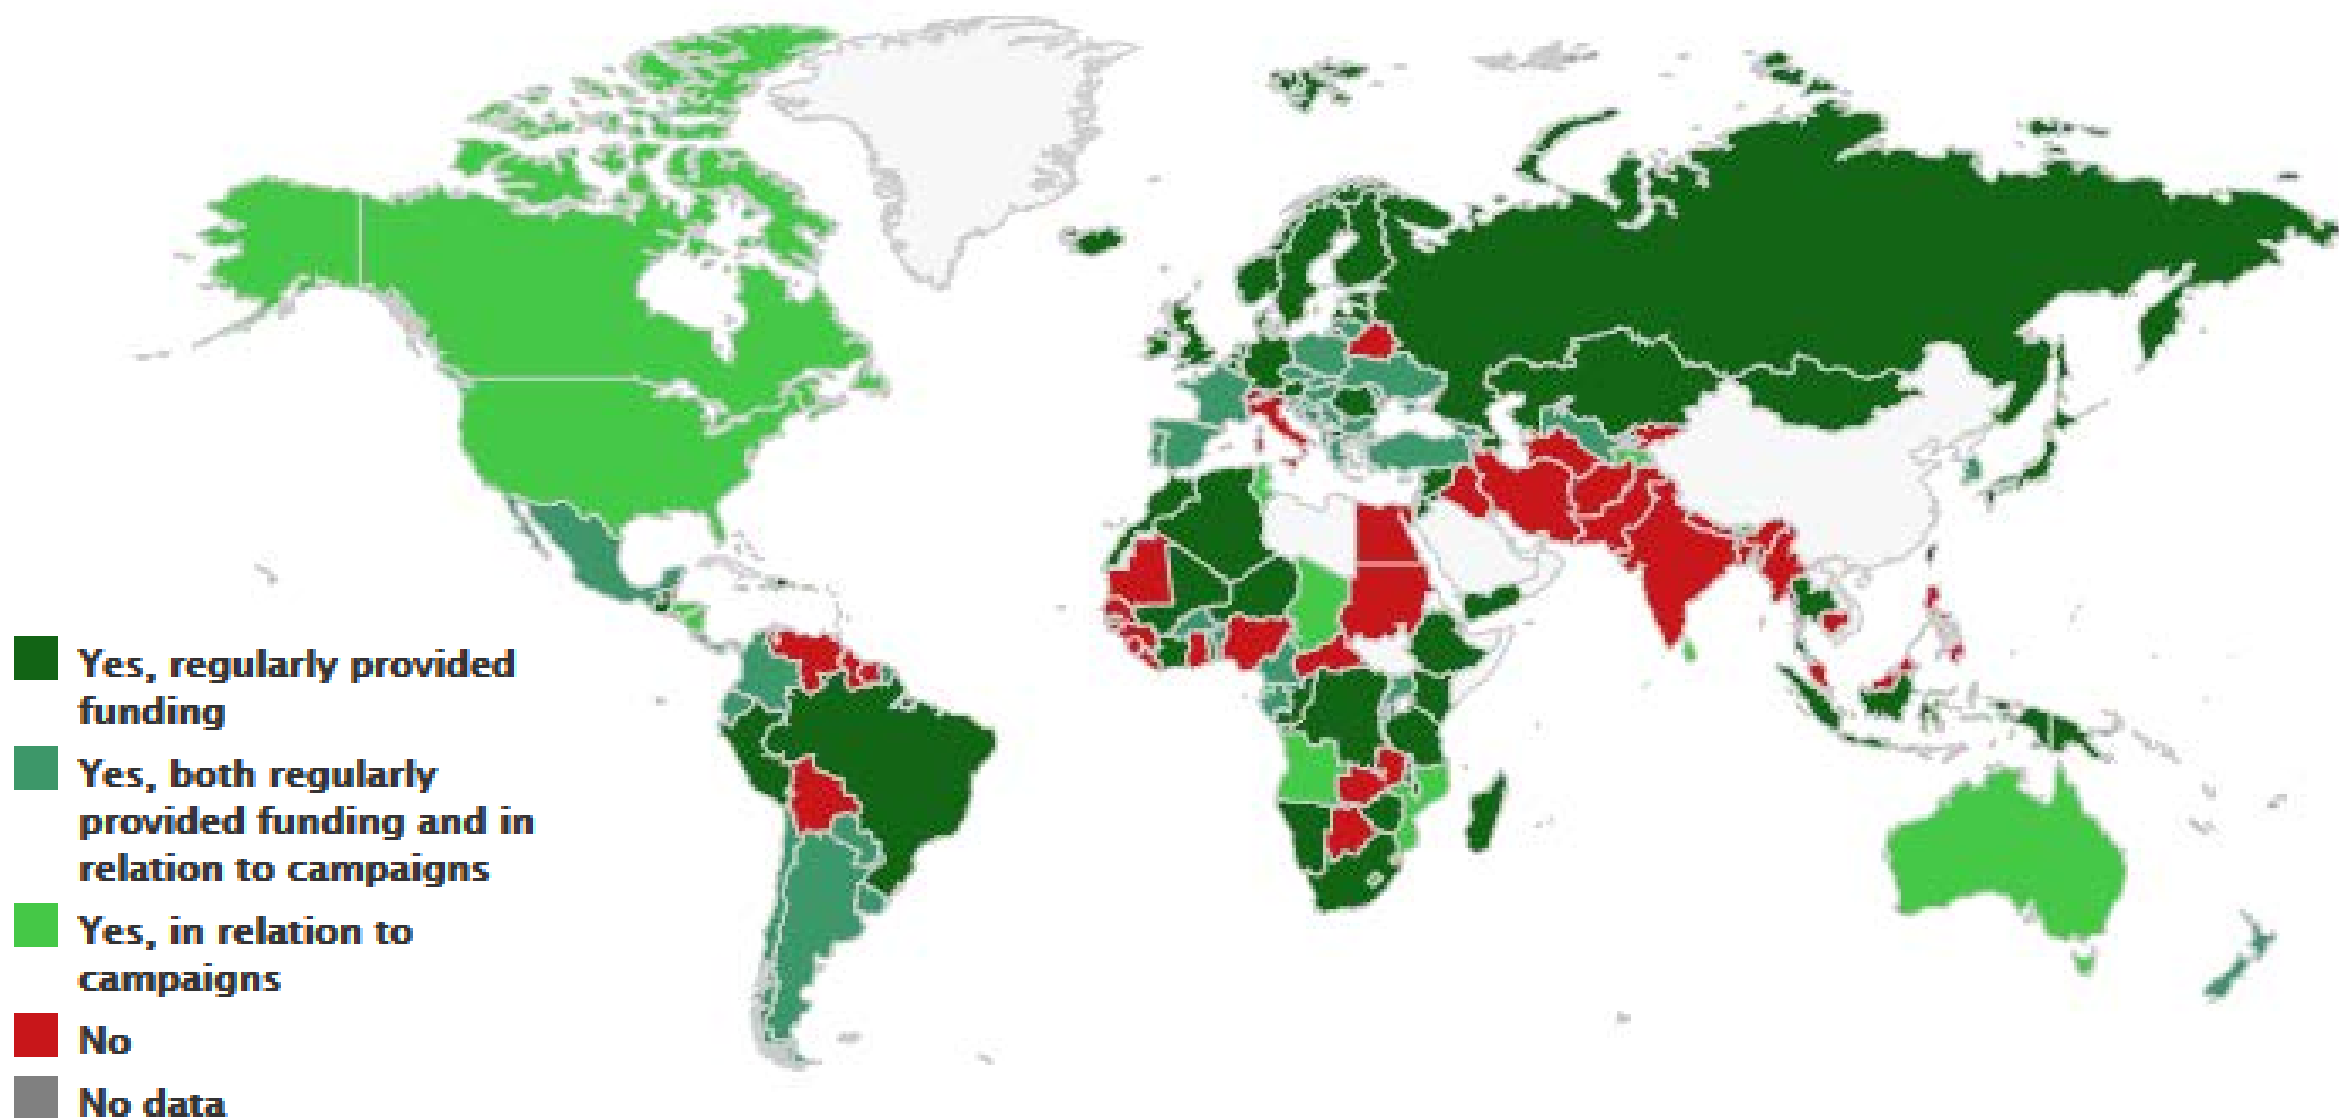 Yes, regularly provided
funding
Yes, both regularly
provided funding and in
relation to campaigns
Yes, in relation to
campaigns
No
No data